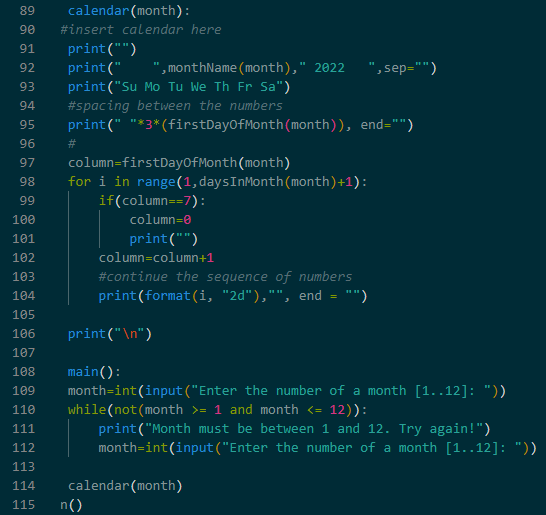 89 calendar(month):
90 #insert calendar here
91 print("")
92 print("    ",monthName(month)," 2022   ",sep="")
93 print("Su Mo Tu We Th Fr Sa")
94 #spacing between the numbers
95 print(" "*3*(firstDayOfMonth(month)), end="")
96 #
97 column=firstDayOfMonth(month)
98 for i in range(1,daysInMonth(month)+1):
99 if(column==7):
100 column=0
101 print("")
102 column=column+1
103 #continue the sequence of numbers
104 print(format(i, "2d"),"", end = "")
105
106 print("\n")
107
108 main():
109 month=int(input("Enter the number of a month [1..12]: "))
110 while(not(month >= 1 and month <= 12)):
111 print("Month must be between 1 and 12. Try again!")
112 month=int(input("Enter the number of a month [1..12]: "))
113
114 calendar(month)
115 n()